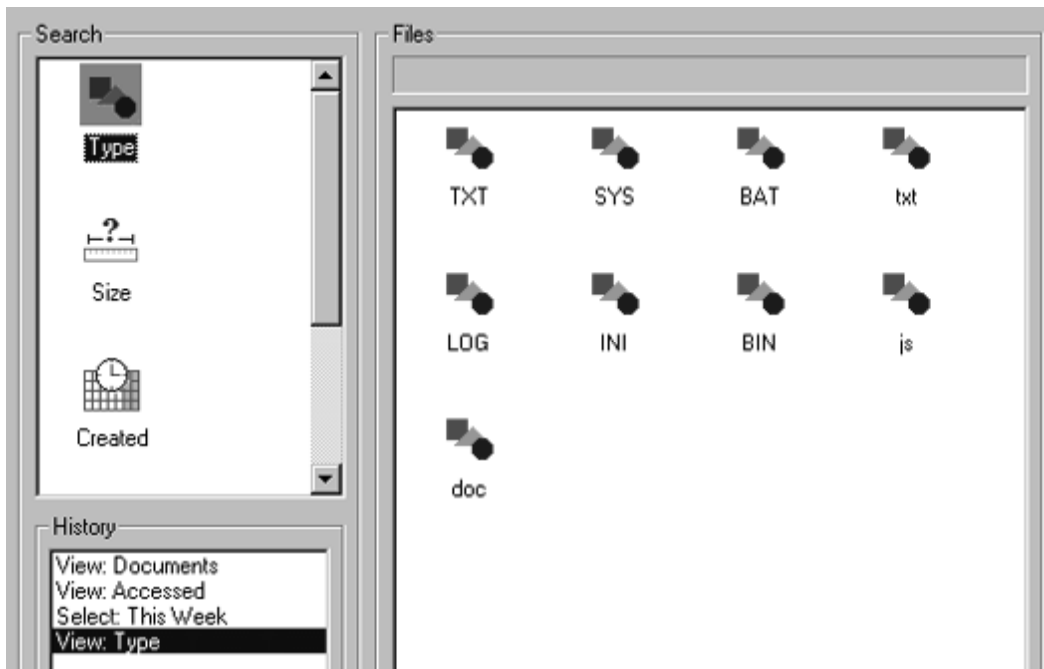 Search
Type
Size
Created
History
View: Documents
View: Accessed
Select: This Week
View: Type
Files
TXT SYS BAT txt
LOG INI BIN js
doc